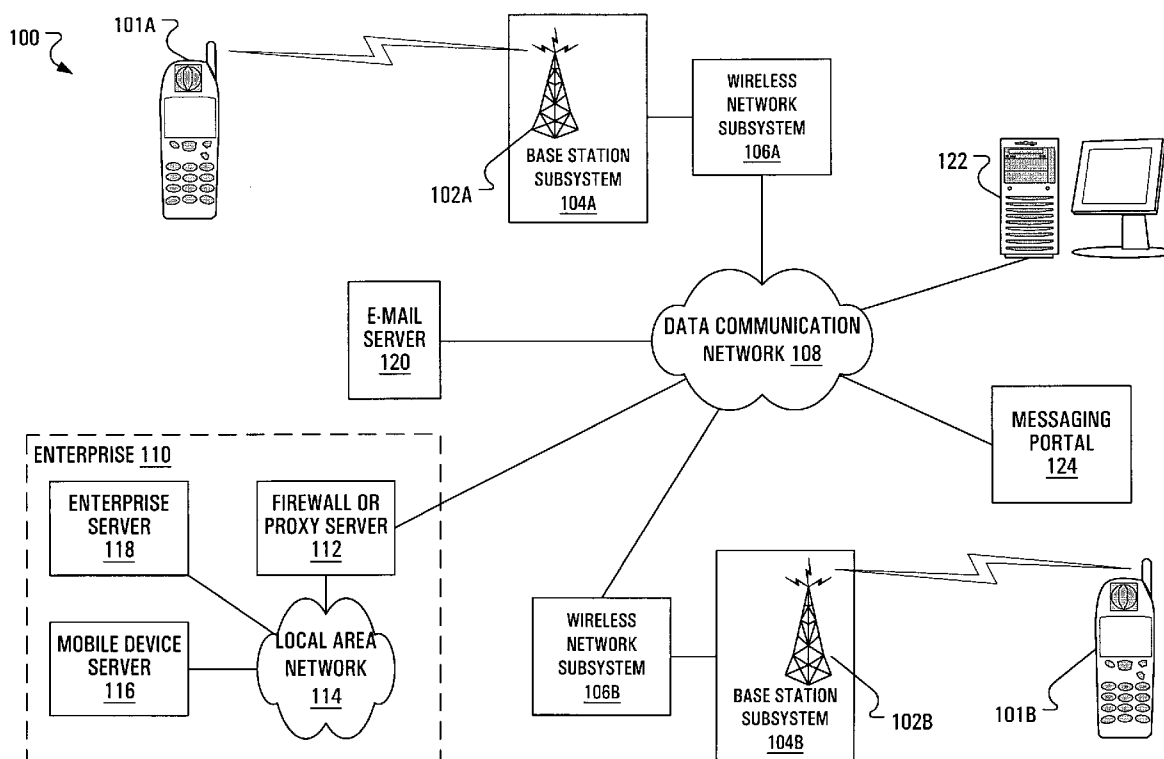 100
101A
102A
BASE STATION
SUBSYSTEM
104A
WIRELESS
NETWORK
SUBSYSTEM
106A
122
E-MAIL
SERVER
120
DATA COMMUNICATION
NETWORK 108
MESSAGING
PORTAL
124
ENTERPRISE 110
ENTERPRISE
SERVER
118
FIREWALL OR
PROXY SERVER
112
MOBILE DEVICE
SERVER
116
LOCAL AREA
NETWORK
114
WIRELESS
NETWORK
SUBSYSTEM
106B
BASE STATION
SUBSYSTEM
104B
102B
101B